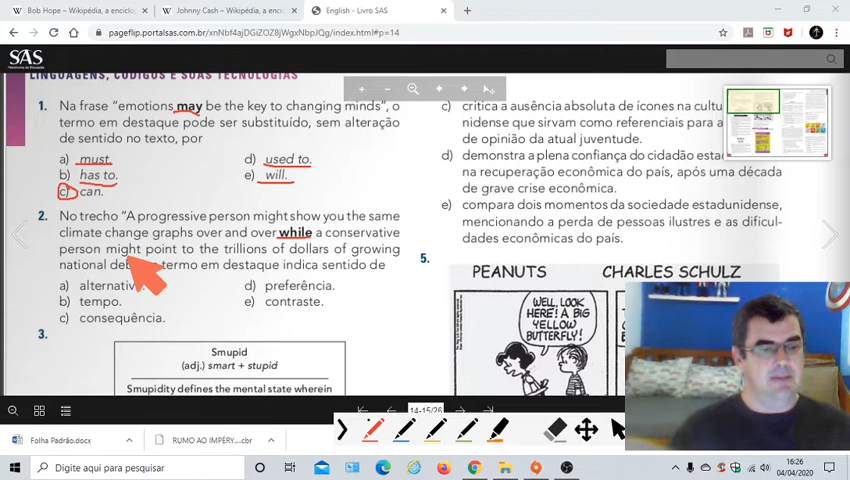 Bob Hope – Wikipédia, a enciclo
Johnny Cash – Wikipédia, a encic
English - Livro SAS
pageflip.portalsas.com.br/xnNbf4ajDGiZOZ8jWgxNbpJQg/index.html#p=14
SAS
LINGUAGENS, CÓDIGOS E SUAS TECNOLOGIAS
1. Na frase “emotions may be the key to changing minds”, o
termo em destaque pode ser substituído, sem alteração
de sentido no texto, por
a) must.
b) has to.
c) can.
d) used to.
e) will.
2. No trecho “A progressive person might show you the same
climate change graphs over and over while a conservative
person might point to the trillions of dollars of growing
national termo em destaque indica sentido de
a)
b) tempo.
c) consequência.
d) preferência.
e) contraste.
3.
Smupid
(adj.) smart + stupid
Smupidity defines the mental state wherein
c) critica a ausência absoluta de ícones na
nidense que sirvam como referenciais para a
de opinião da atual juventude.
d) demonstra a plena confiança do cidadão
na recuperação econômica do país, após uma década
de grave crise econômica.
e) compara dois momentos da sociedade estadunidense,
mencionando a perda de pessoas ilustres e as dificul-
dades econômicas do país.
5.
PEANUTS CHARLES SCHULZ
WELL, LOOK
HERE! A BIG
YELLOW
BUTTERFLY!
14-15/26
Folha Padrão.docx
RUMO AO IMPÉRY....cbr
Exibir todos
Digite aqui para pesquisar
16:26
04/04/2020